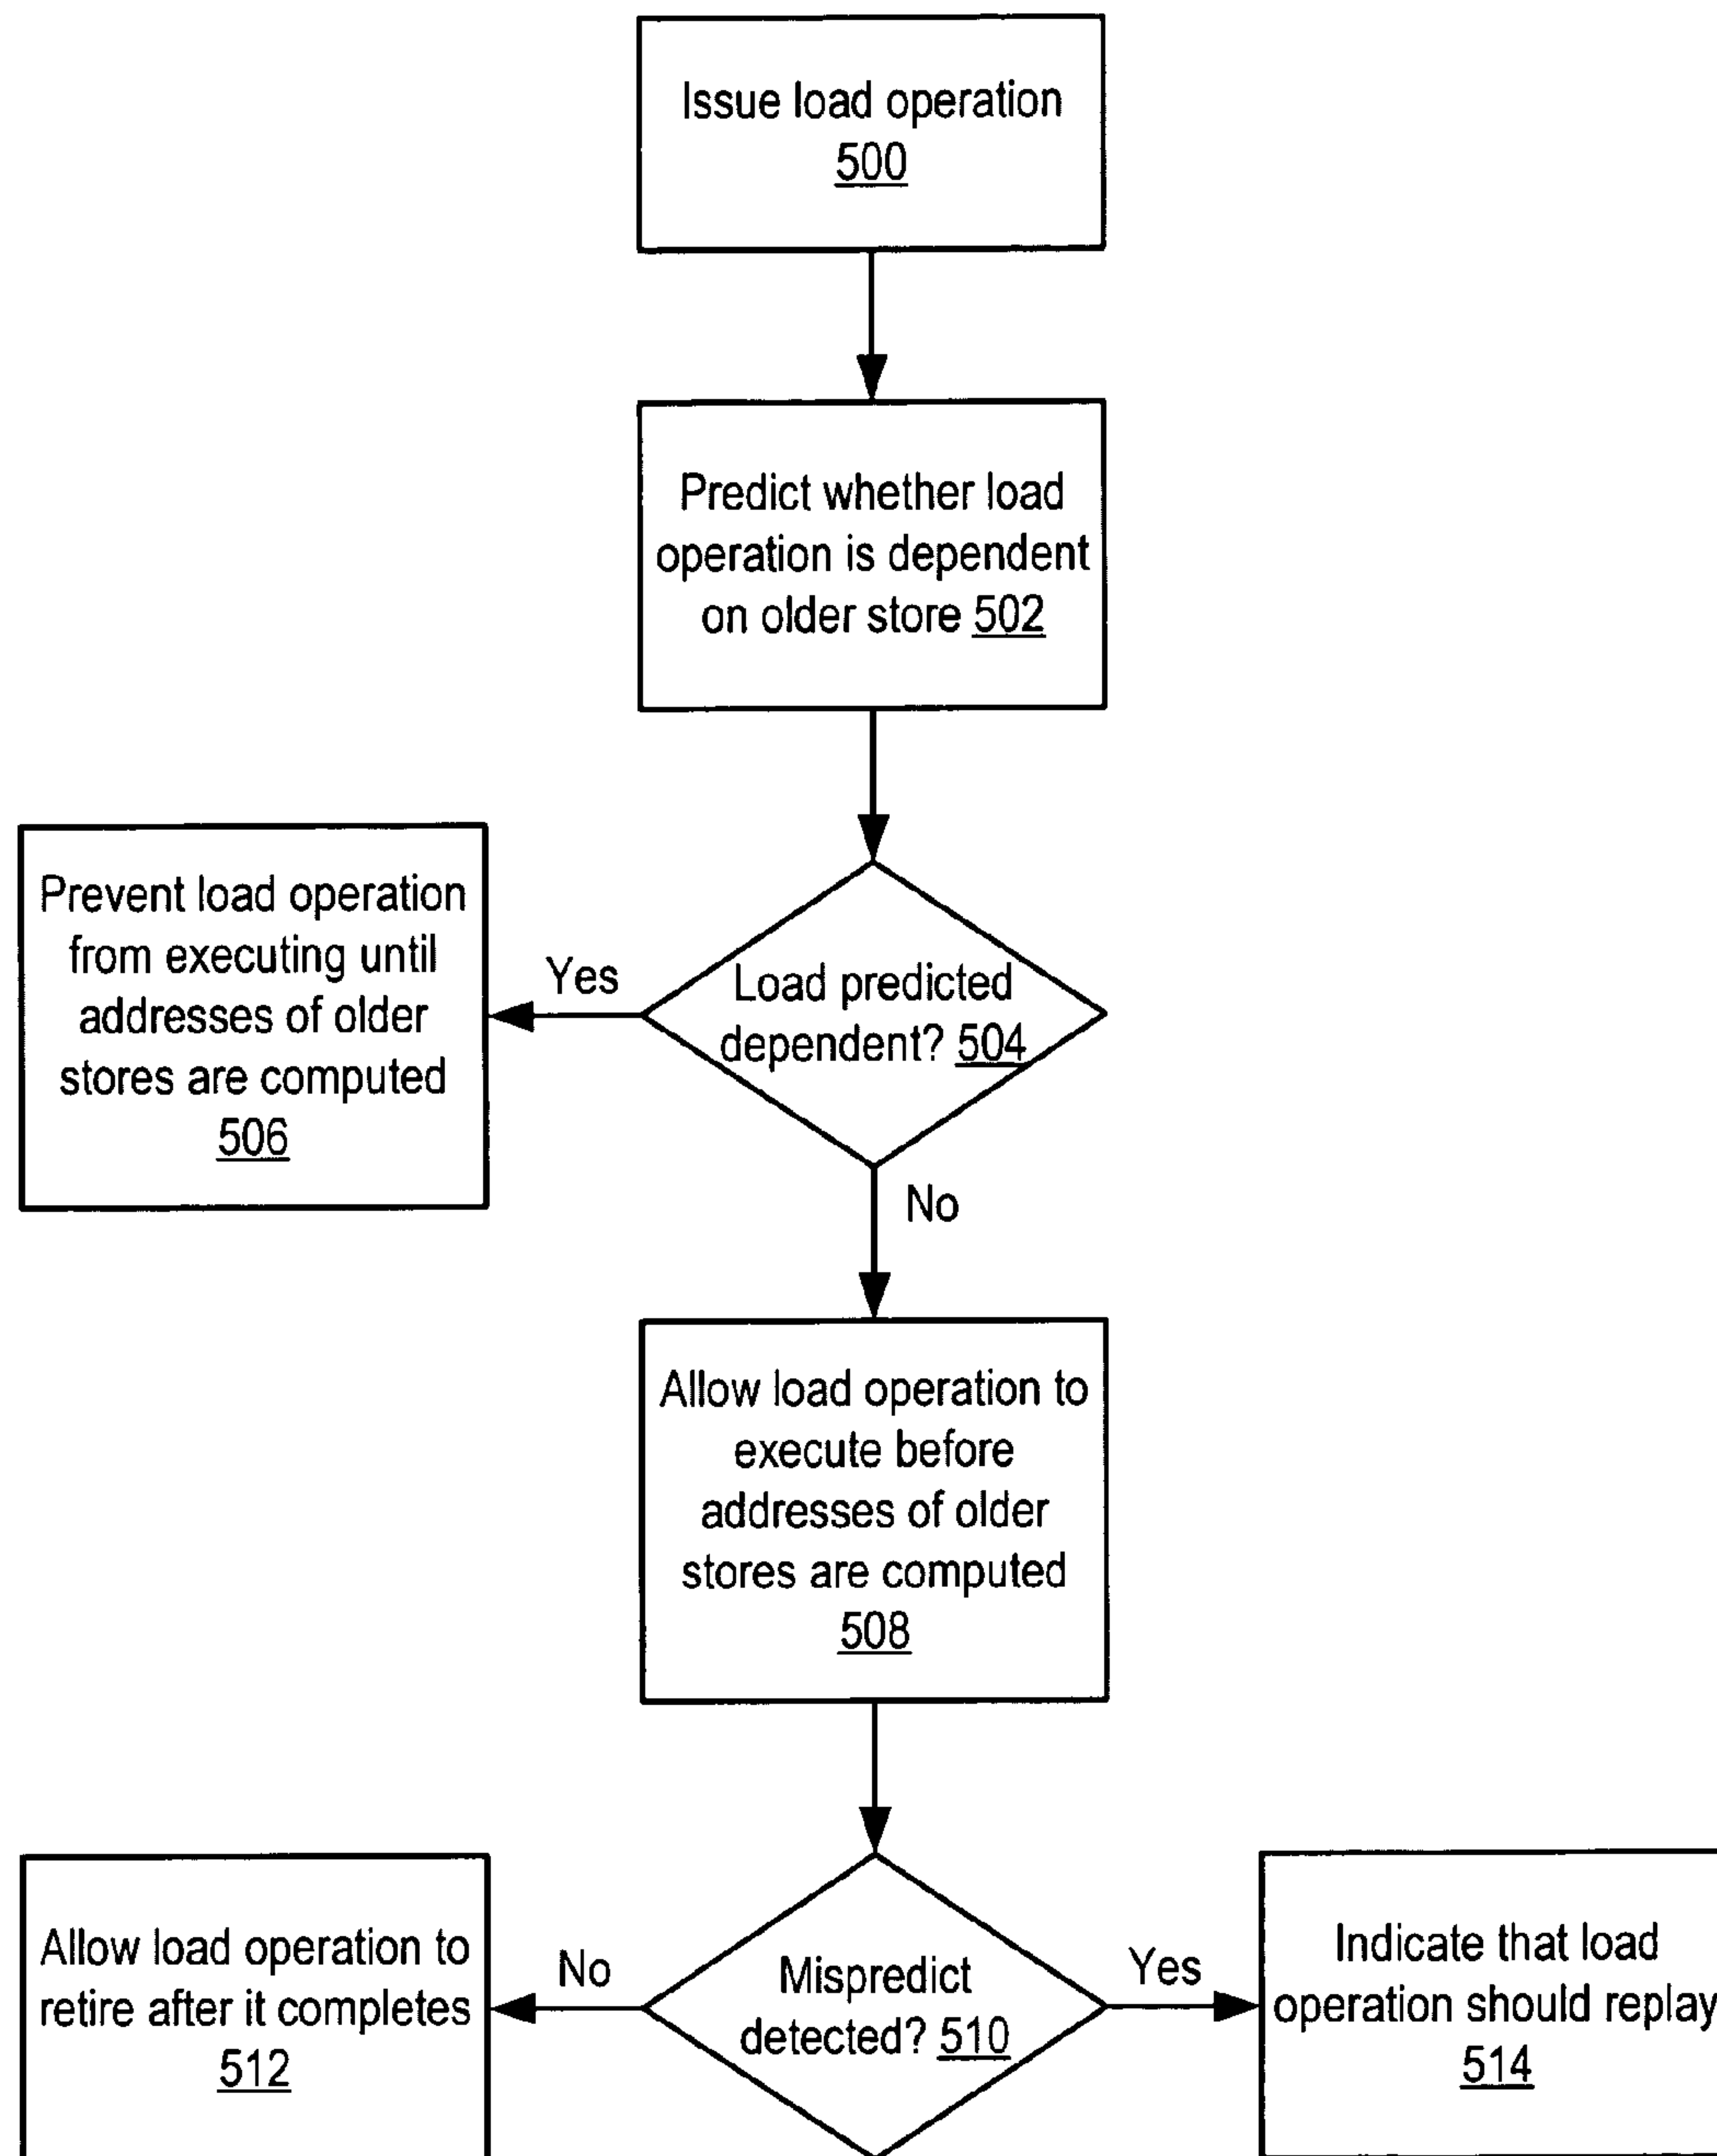 Issue load operation
500
Predict whether load
operation is dependent
on older store 502
Prevent load operation
from executing until
addresses of older
stores are computed
506
Yes
Load predicted
dependent? 504
No
Allow load operation to
execute before
addresses of older
stores are computed
508
Allow load operation to
retire after it completes
512
No
Mispredict
detected? 510
Yes
Indicate that load
operation should replay
514